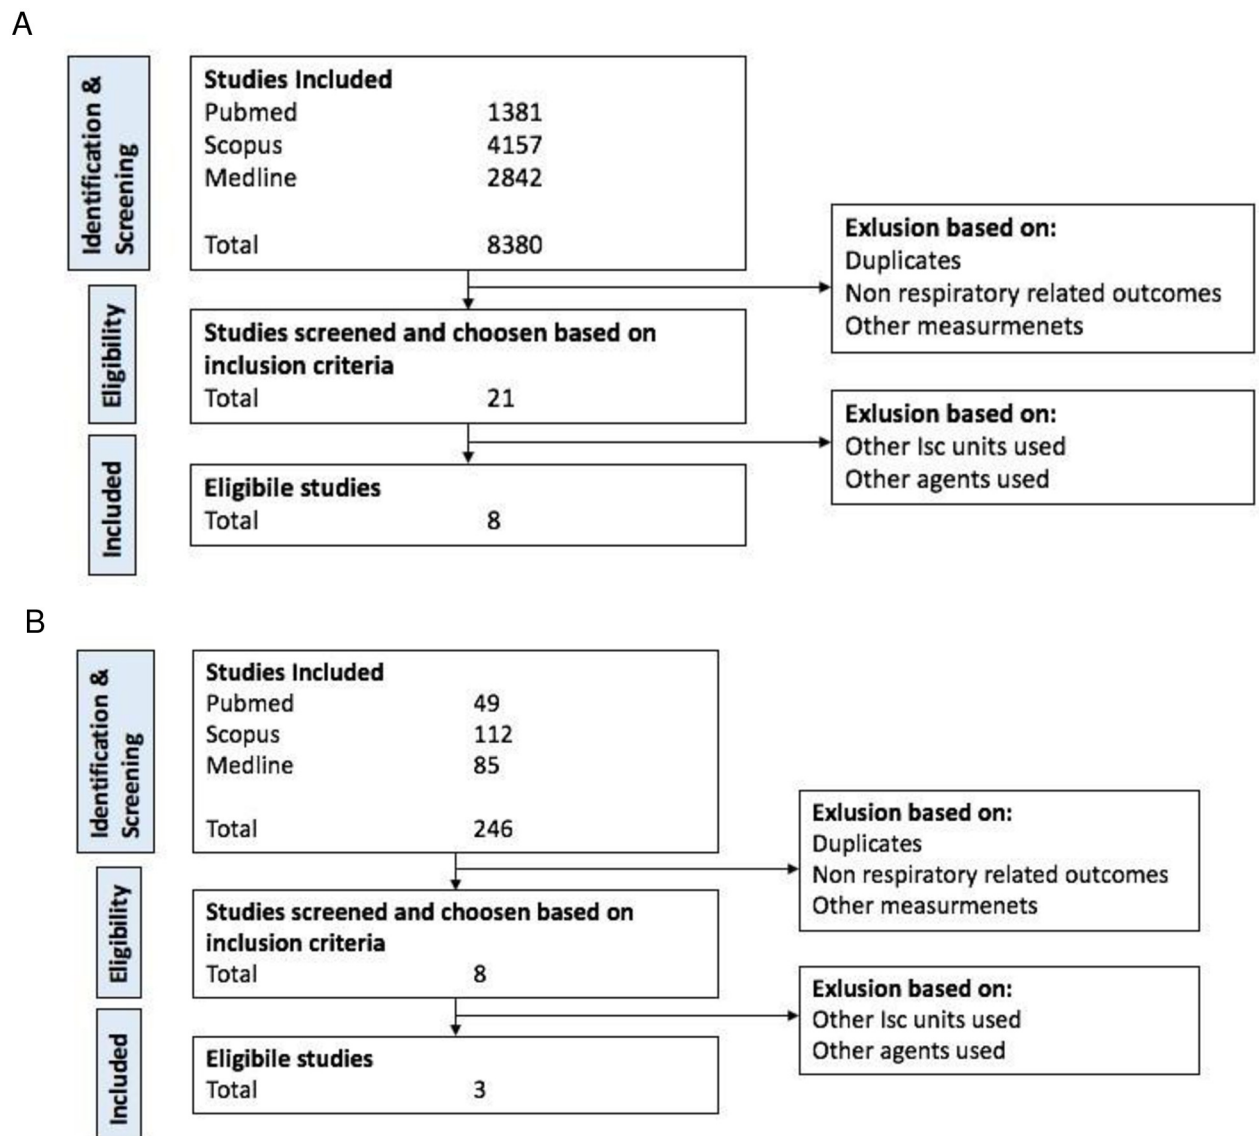 A
Identification &
Screening
Studies Included
Pubmed 1381
Scopus 4157
Medline 2842
Total 8380
Exlusion based on:
Duplicates
Non respiratory related outcomes
Other measurmenets
Eligibility
Studies screened and choosen based on
inclusion criteria
Total 21
Exlusion based on:
Other Isc units used
Other agents used
Included
Eligibile studies
Total 8
B
Identification &
Screening
Studies Included
Pubmed 49
Scopus 112
Medline 85
Total 246
Exlusion based on:
Duplicates
Non respiratory related outcomes
Other measurmenets
Eligibility
Studies screened and choosen based on
inclusion criteria
Total 8
Exlusion based on:
Other Isc units used
Other agents used
Included
Eligibile studies
Total 3